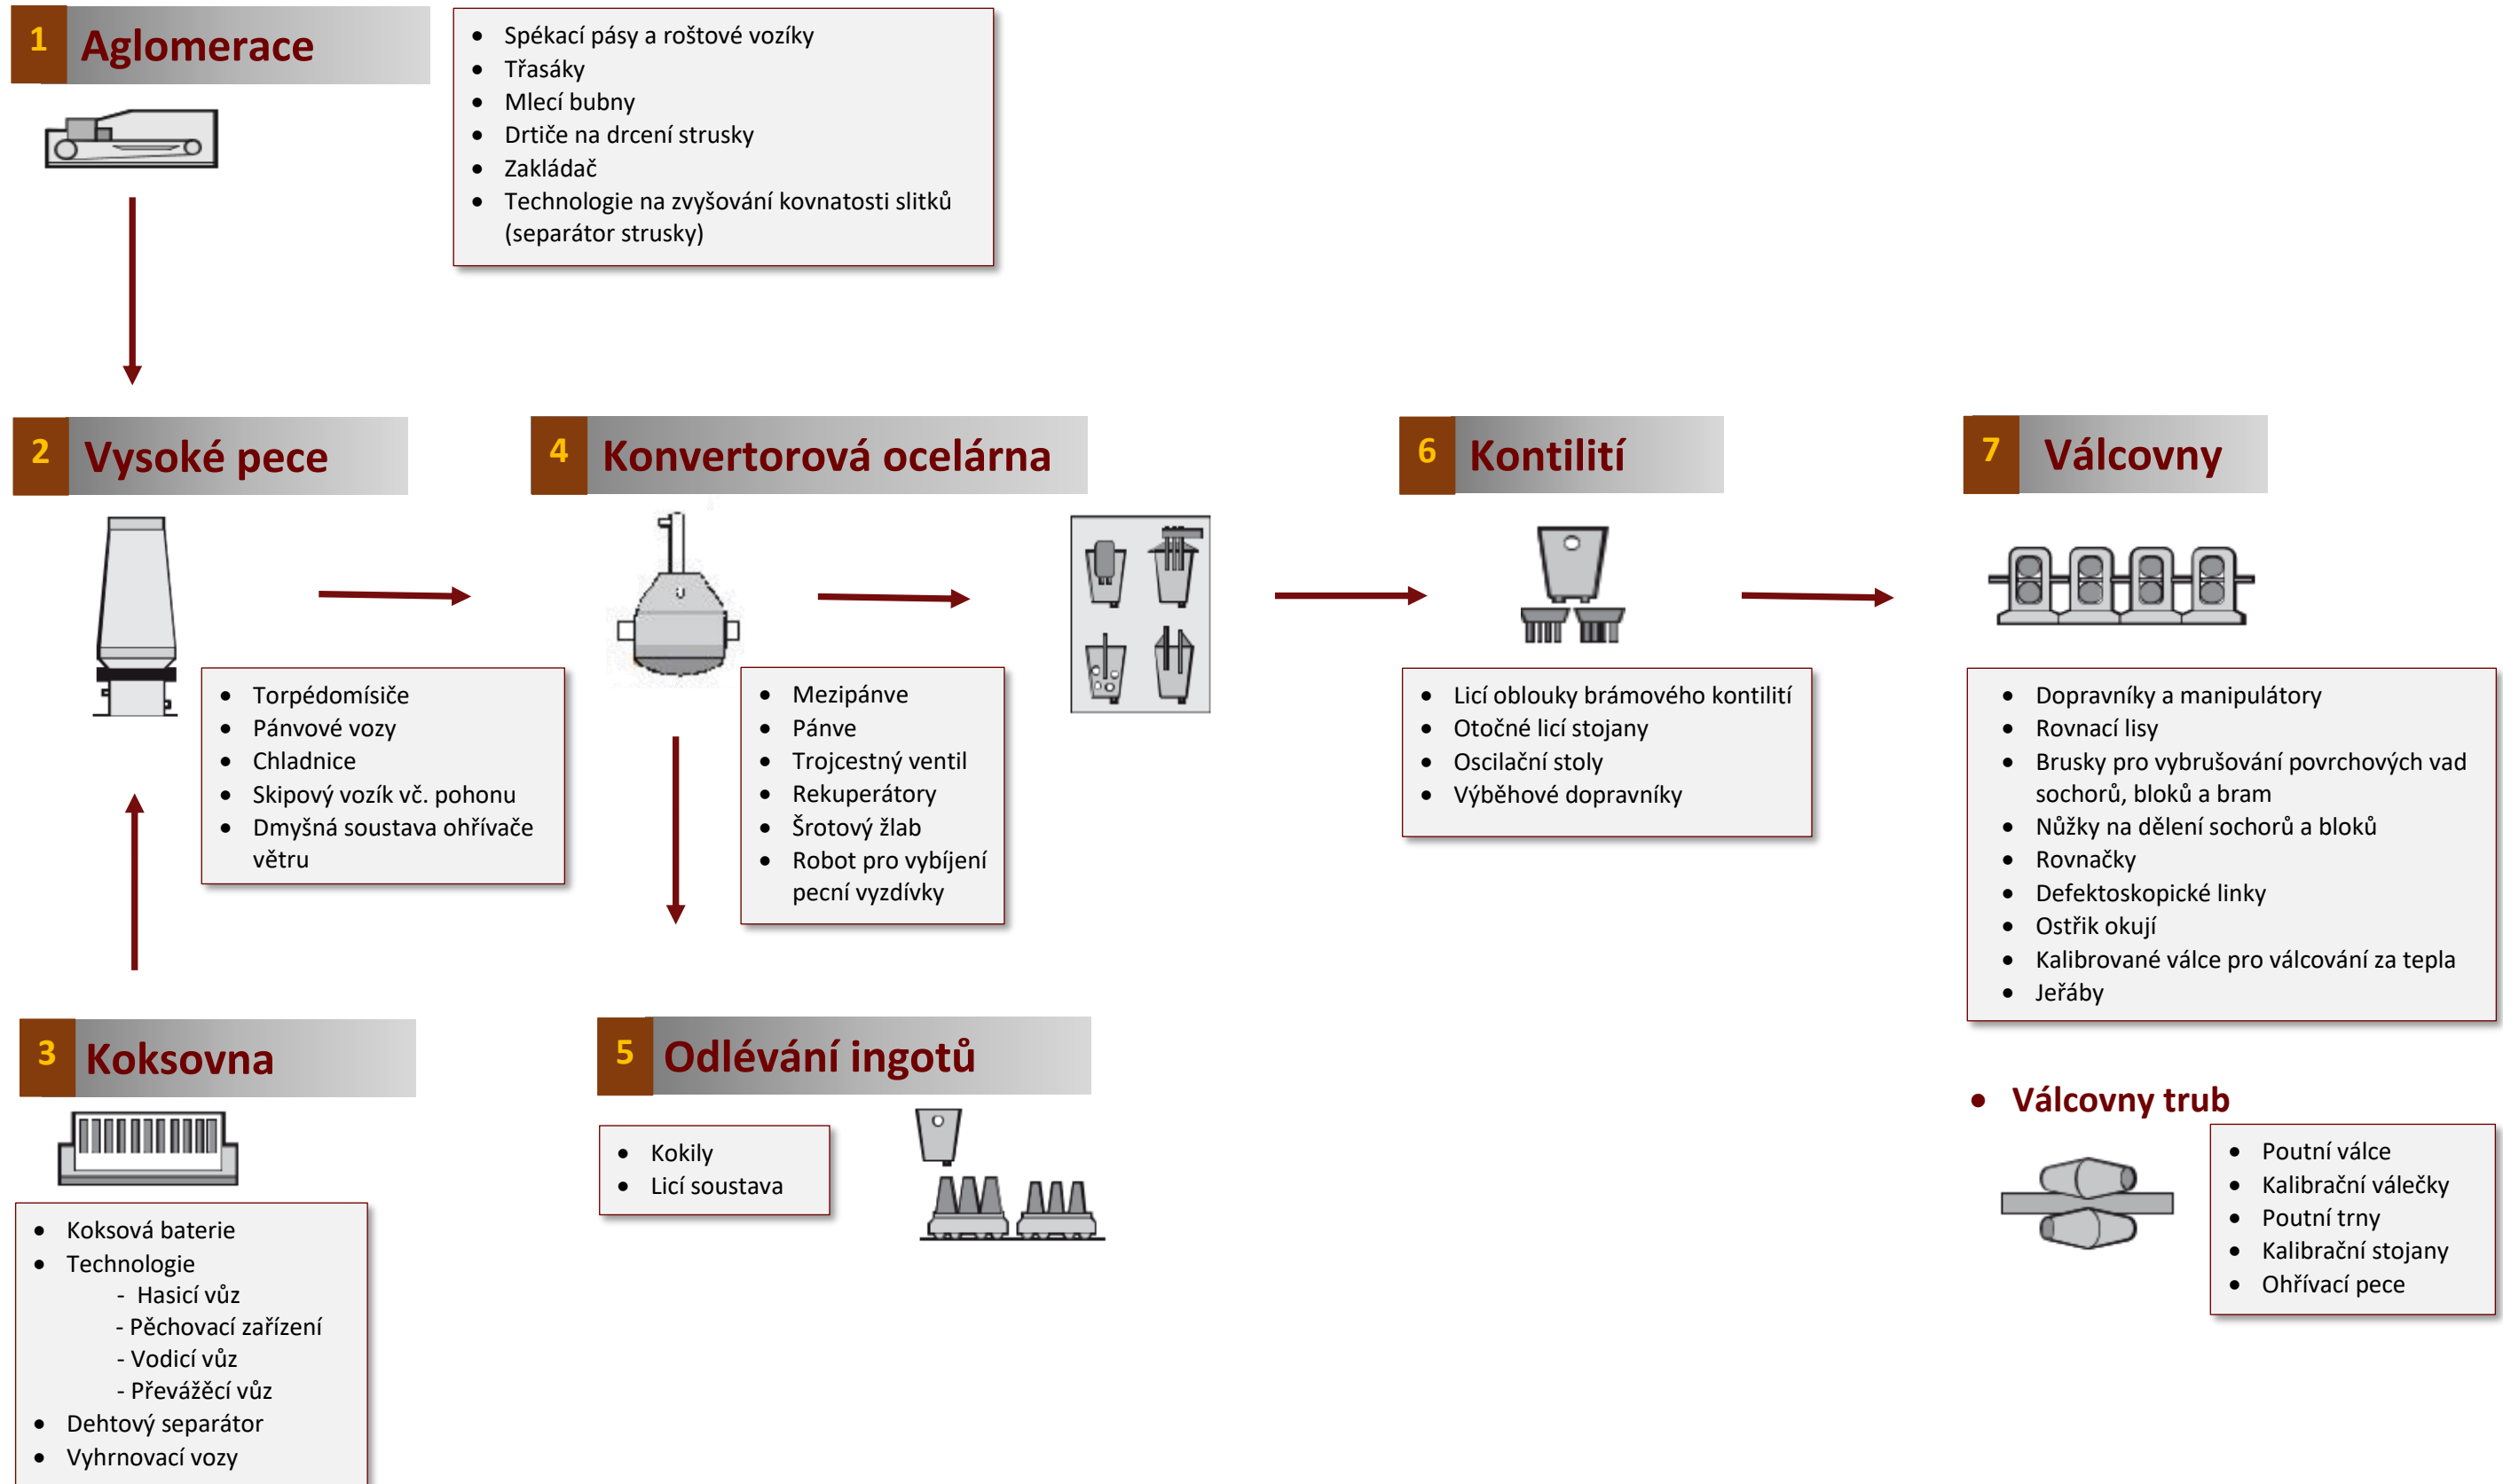 1 Aglomerace
• Spékací pásy a roštové vozíky
• Třasáky
• Mlecí bubny
• Drtiče na drcení strusky
• Zakládač
• Technologie na zvyšování kovnatosti slitků
(separátor strusky)
2 Vysoké pece
• Torpédomísiče
• Pánvové vozy
• Chladnice
• Skipový vozík vč. pohonu
• Dmyšná soustava ohřívače
větru
3 Koksovna
• Koksová baterie
• Technologie
- Hasicí vůz
- Pěchovací zařízení
- Vodicí vůz
- Převážěcí vůz
• Dehtový separátor
• Vyhrnovací vozy
4 Konvertorová ocelárna
• Mezipánve
• Pánve
• Trojcestný ventil
• Rekuperátory
• Šrotový žlab
• Robot pro vybíjení
pecní vyzdívky
5 Odlévání ingotů
• Kokily
• Licí soustava
6 Kontilití
• Licí oblouky brámového kontilití
• Otočné licí stojany
• Oscilační stoly
• Výběhové dopravníky
7 Válcovny
• Dopravníky a manipulátory
• Rovnací lisy
• Brusky pro vybrušování povrchových vad
sochorů, bloků a bram
• Nůžky na dělení sochorů a bloků
• Rovnačky
• Defektoskopické linky
• Ostřik okují
• Kalibrované válce pro válcování za tepla
• Jeřáby
• Válcovny trub
• Poutní válce
• Kalibrační válečky
• Poutní trny
• Kalibrační stojany
• Ohřívací pece